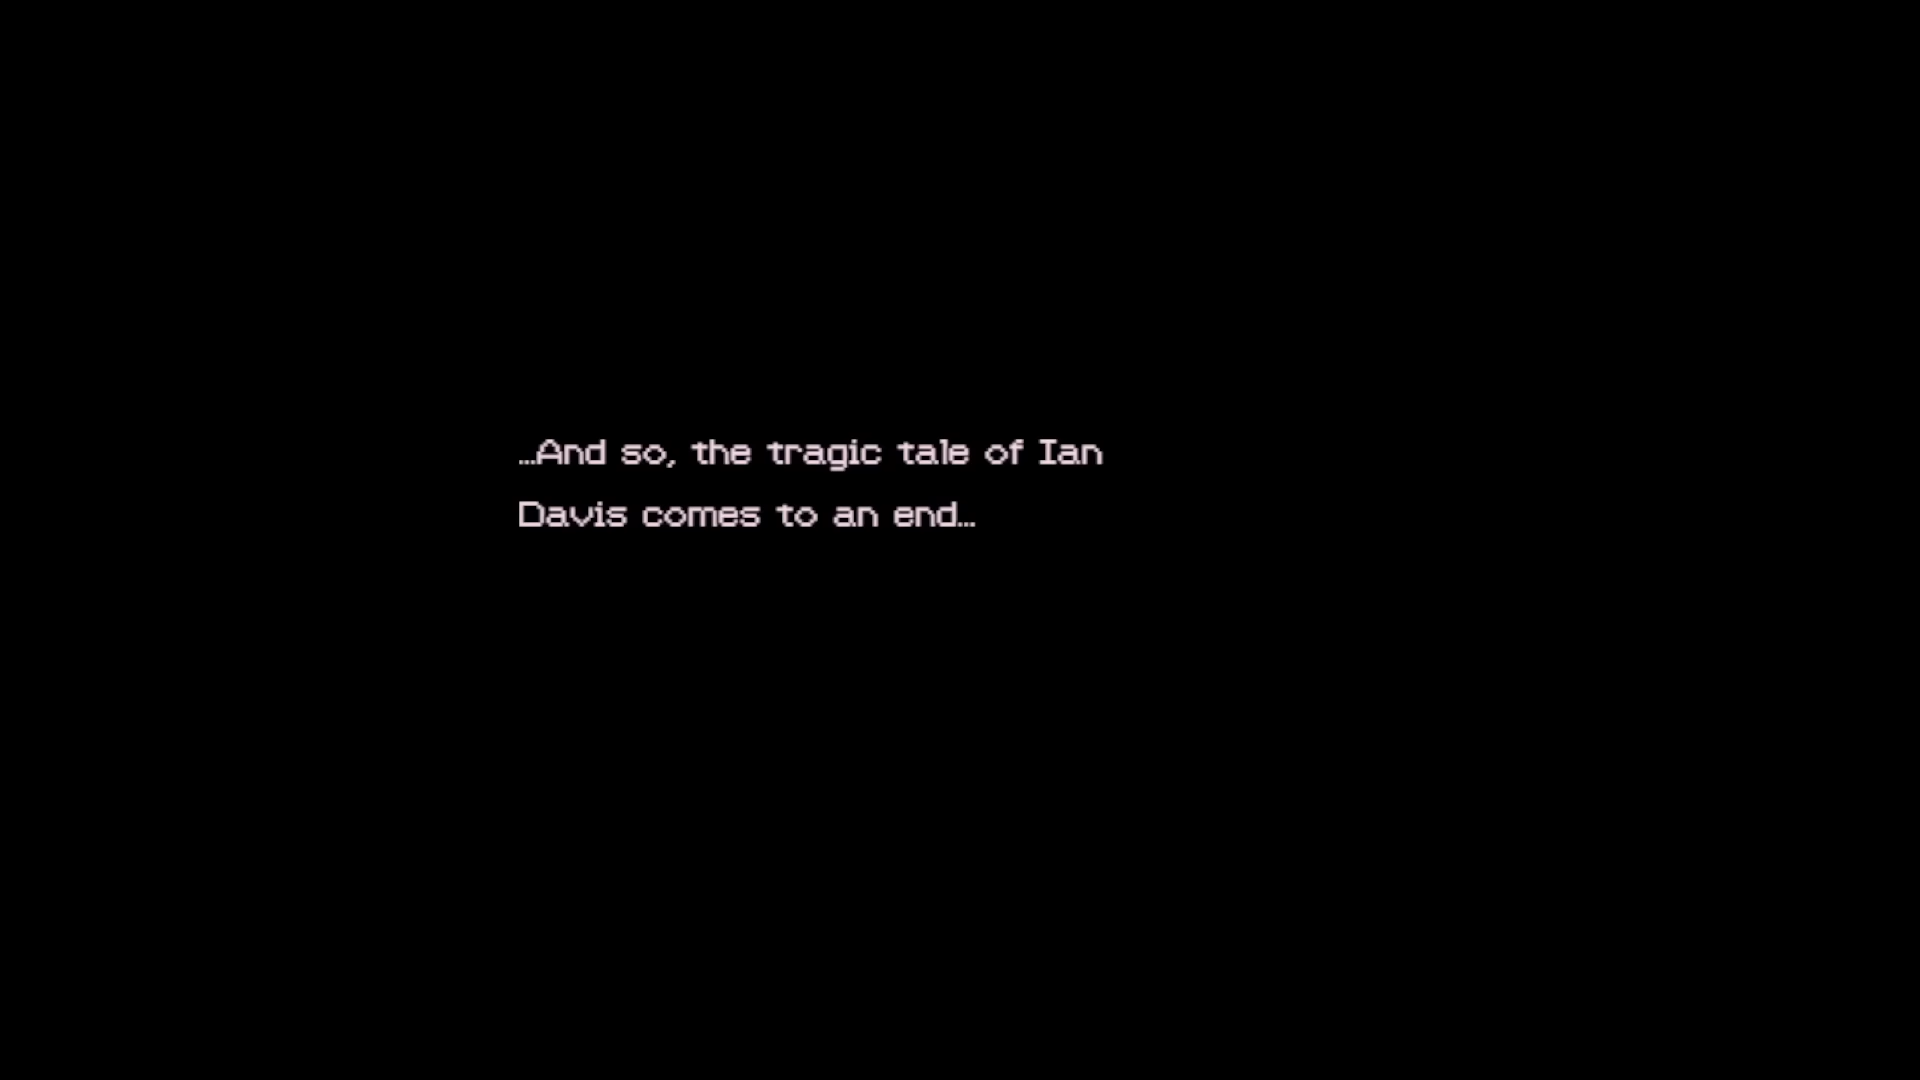 …And so, the tragic tale of Ian
Davis comes to an end…